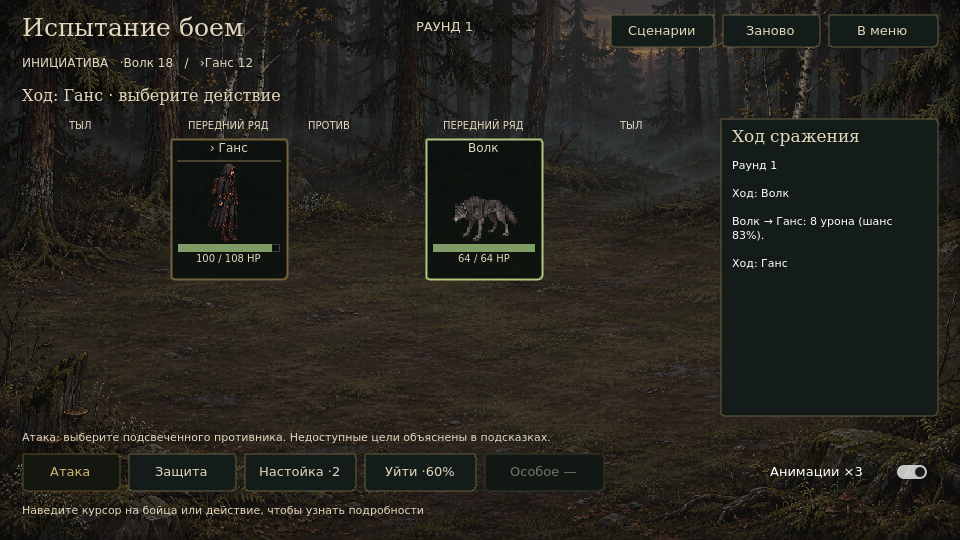 Испытание боем
РАУНД 1
Сценарии
Заново
В меню
ИНИЦИАТИВА ·Волк 18 / ›Ганс 12
Ход: Ганс · выберите действие
ТЫЛ
ПЕРЕДНИЙ РЯД
ПРОТИВ
ПЕРЕДНИЙ РЯД
ТЫЛ
› Ганс
100 / 108 HP
Волк
64 / 64 HP
Ход сражения
Раунд 1
Ход: Волк
Волк → Ганс: 8 урона (шанс
83%).
Ход: Ганс
Атака: выберите подсвеченного противника. Недоступные цели объяснены в подсказках.
Атака
Защита
Настойка ·2
Уйти ·60%
Особое —
Анимации ×3
Наведите курсор на бойца или действие, чтобы узнать подробности